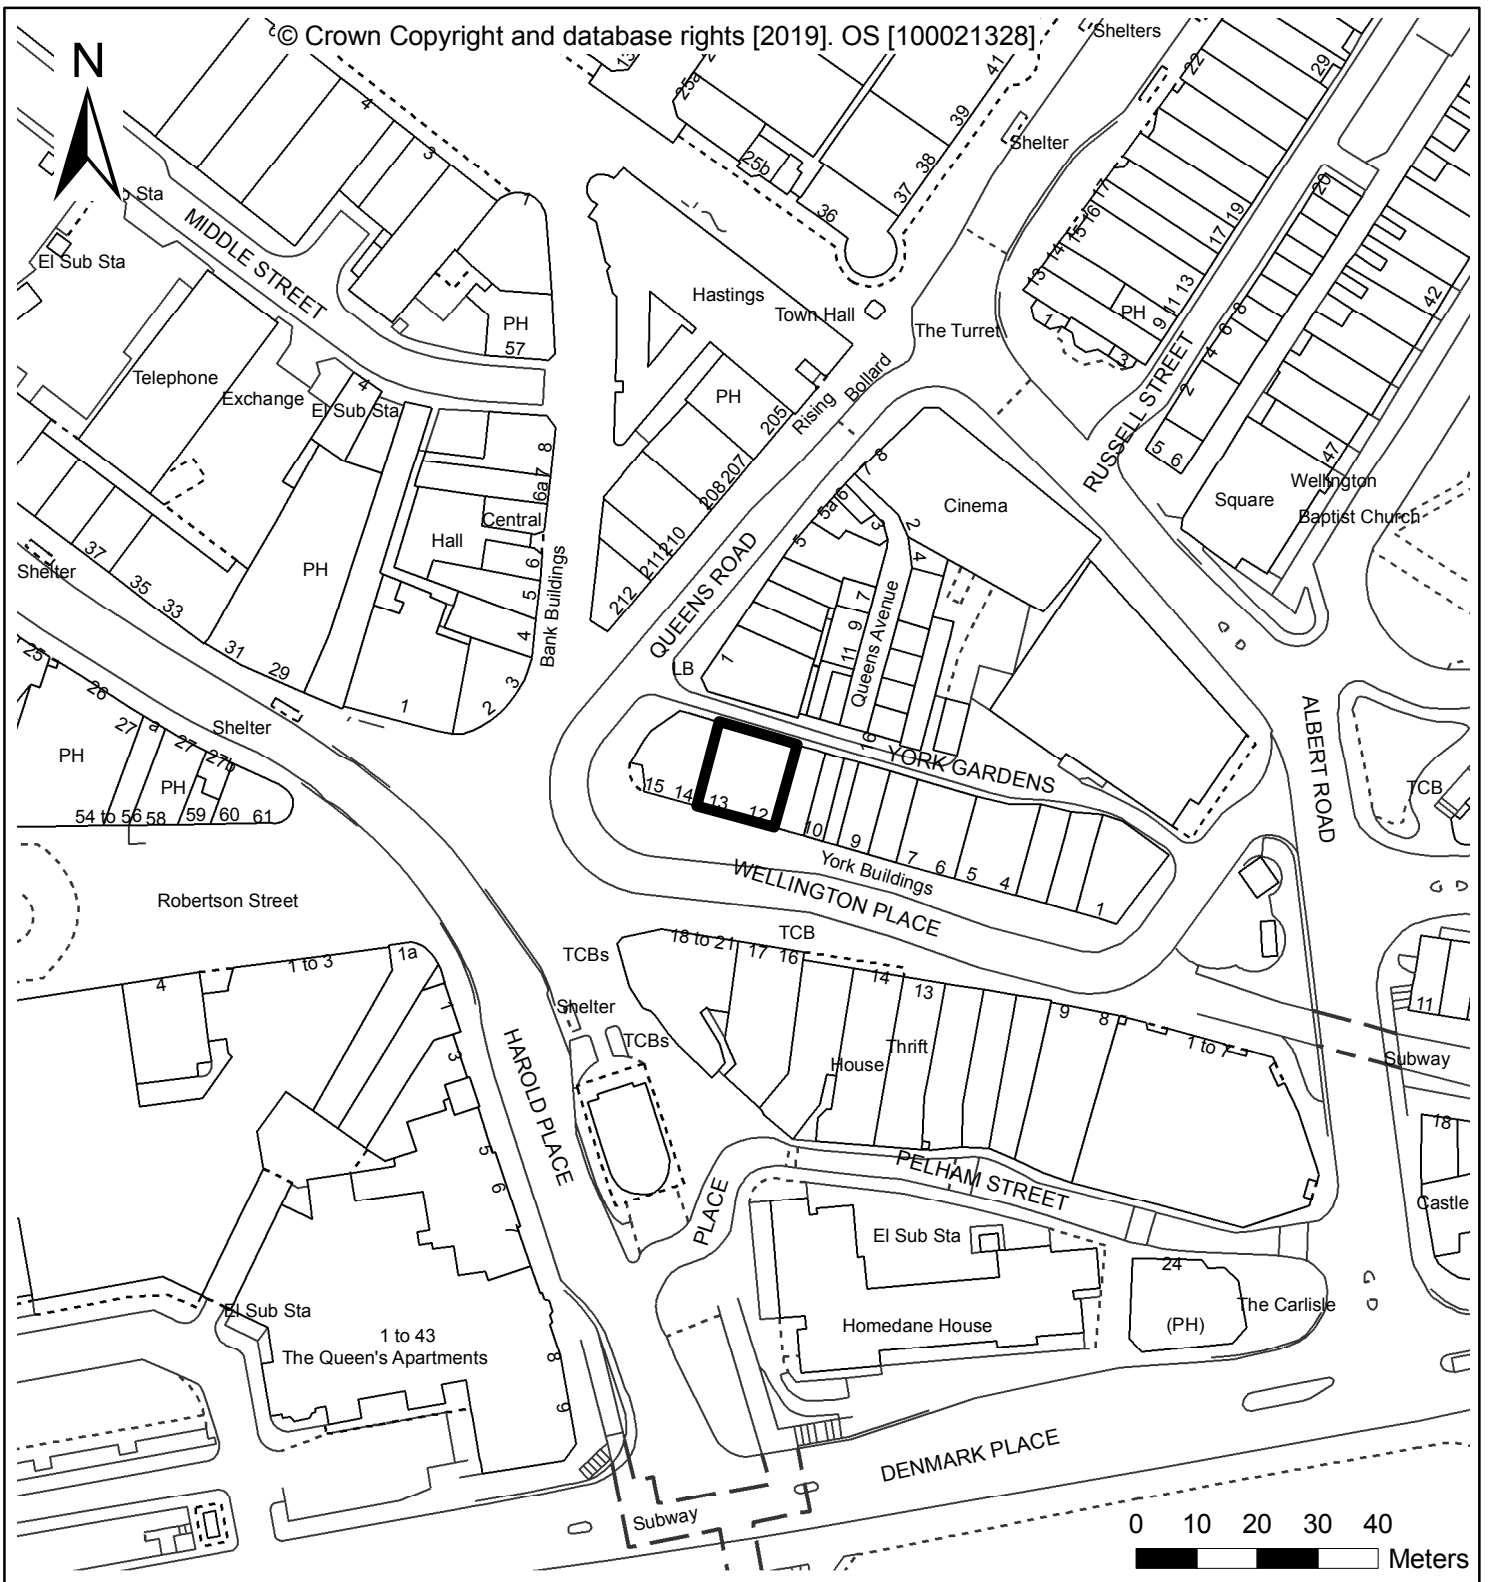 © Crown Copyright and database rights [2019]. OS [100021328]
N
Shelters
22
29
41
25a
4
3
1
39
38
37
36
25b
Shelter
Sta
MIDDLE STREET
El Sub Sta
17
16
15
14
13
20
19
17
13
11
9
PH
1
3
42
Hastings
Town Hall
The Turret
PH
57
Telephone
Exchange
4
El Sub Sta
PH
205
Rising
Bollard
207
208
210
211
212
RUSSELL STREET
8
6
4
2
5
6
47
Square
Wellington
Baptist Church
8
7
6a
Central
Hall
6
5
4
3
2
1
Bank Buildings
QUEENS ROAD
8
7
6
5a
5
3
2
4
Cinema
7
9
11
Queens Avenue
16
1
LB
Shelter
37
35
33
31
29
PH
25
26
27
a
27
27b
Shelter
PH
PH
54 to 56
58
59
60
61
YORK GARDENS
ALBERT ROAD
TCB
15
14
13
12
10
9
7
6
5
4
1
York Buildings
WELLINGTON PLACE
Robertson Street
1 to 3
1a
4
1
3
5
6
7
8
9
HAROLD PLACE
TCBs
Shelter
TCBs
18 to 21
TCB
17
16
14
13
9
8
1 to 7
House
Thrift
11
Subway
18
Castle
PELHAM STREET
PLACE
El Sub Sta
Homedane House
24
The Carlisle
(PH)
El Sub Sta
1 to 43
The Queen's Apartments
DENMARK PLACE
Subway
0 10 20 30 40
Meters